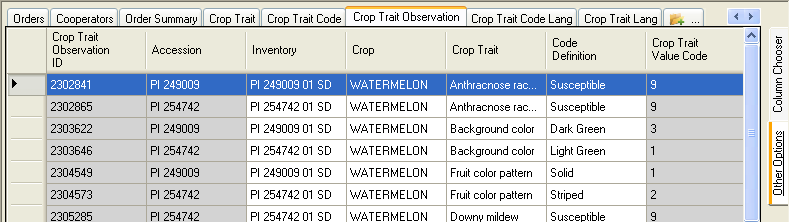 Orders Cooperators Order Summary Crop Trait Crop Trait Code Crop Trait Observation Crop Trait Code Lang Crop Trait Lang ...
Crop Trait Observation ID Accession Inventory Crop Crop Trait Code Definition Crop Trait Value Code
2302841 PI 249009 PI 249009 01 SD WATERMELON Anthracnose rac... Susceptible 9
2302865 PI 254742 PI 254742 01 SD WATERMELON Anthracnose rac... Susceptible 9
2303622 PI 249009 PI 249009 01 SD WATERMELON Background color Dark Green 3
2303646 PI 254742 PI 254742 01 SD WATERMELON Background color Light Green 1
2304549 PI 249009 PI 249009 01 SD WATERMELON Fruit color pattern Solid 1
2304573 PI 254742 PI 254742 01 SD WATERMELON Fruit color pattern Striped 2
2305285 PI 254742 PI 254742 01 SD WATERMELON Downy mildew Susceptible 9
Column Chooser
Other Options